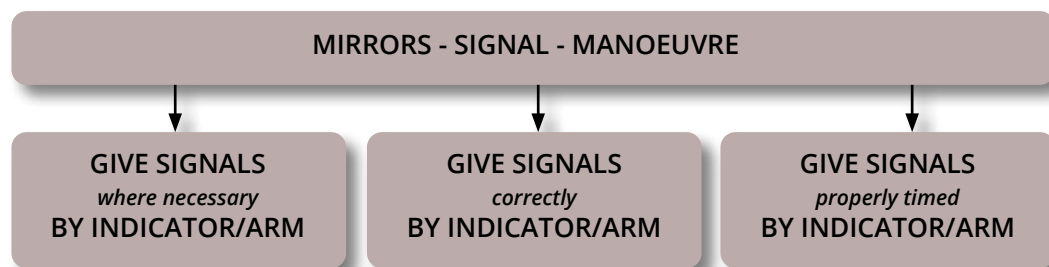 MIRRORS - SIGNAL - MANOEUVRE
GIVE SIGNALS
where necessary
BY INDICATOR/ARM
GIVE SIGNALS
correctly
BY INDICATOR/ARM
GIVE SIGNALS
properly timed
BY INDICATOR/ARM